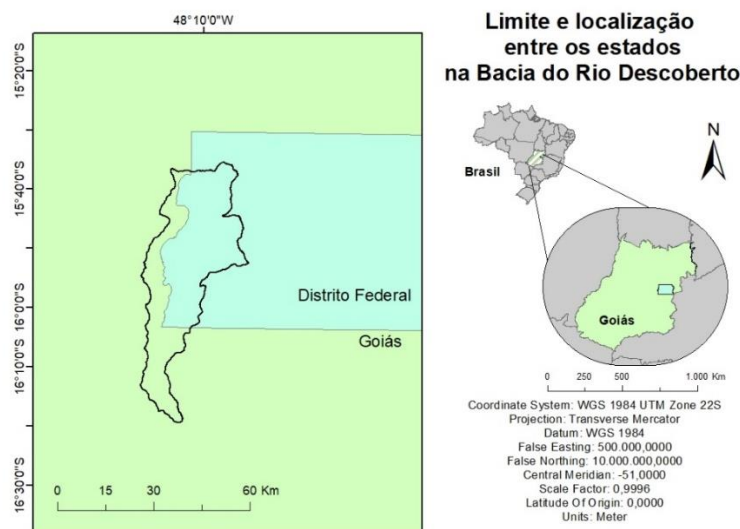 48°10'0"W
15°20'0"S
15°40'0"S
16°0'0"S
16°10'0"S
16°30'0"S
Distrito Federal
Goiás
0 15 30 60 Km
Limite e localização
entre os estados
na Bacia do Rio Descoberto
N
Brasil
Goiás
0 250 500 1.000 Km
Coordinate System: WGS 1984 UTM Zone 22S
Projection: Transverse Mercator
Datum: WGS 1984
False Easting: 500.000,0000
False Northing: 10.000.000,0000
Central Meridian: -51,0000
Scale Factor: 0,9996
Latitude Of Origin: 0,0000
Units: Meter